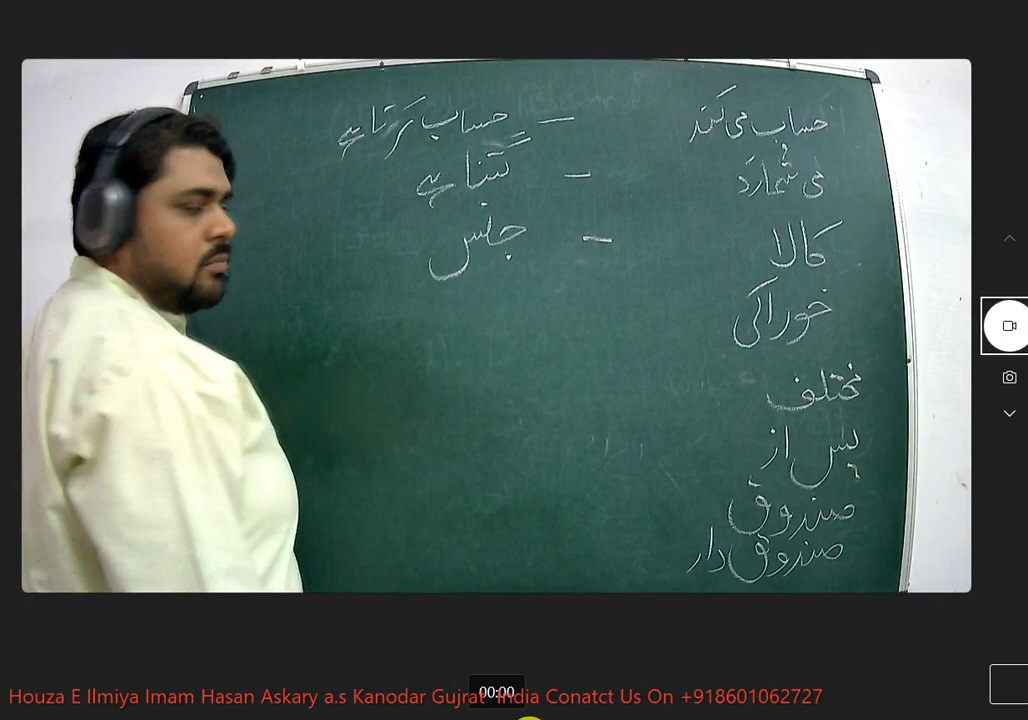 حساب می کند – حساب کرتا ہے
می شُمارَد – گنتا ہے
کالا – جنس
خوراکی
مختلف
پس از
صندوق
صندوق دار
00:00
Houza E Ilmiya Imam Hasan Askary a.s Kanodar Gujrat India Conatct Us On +918601062727